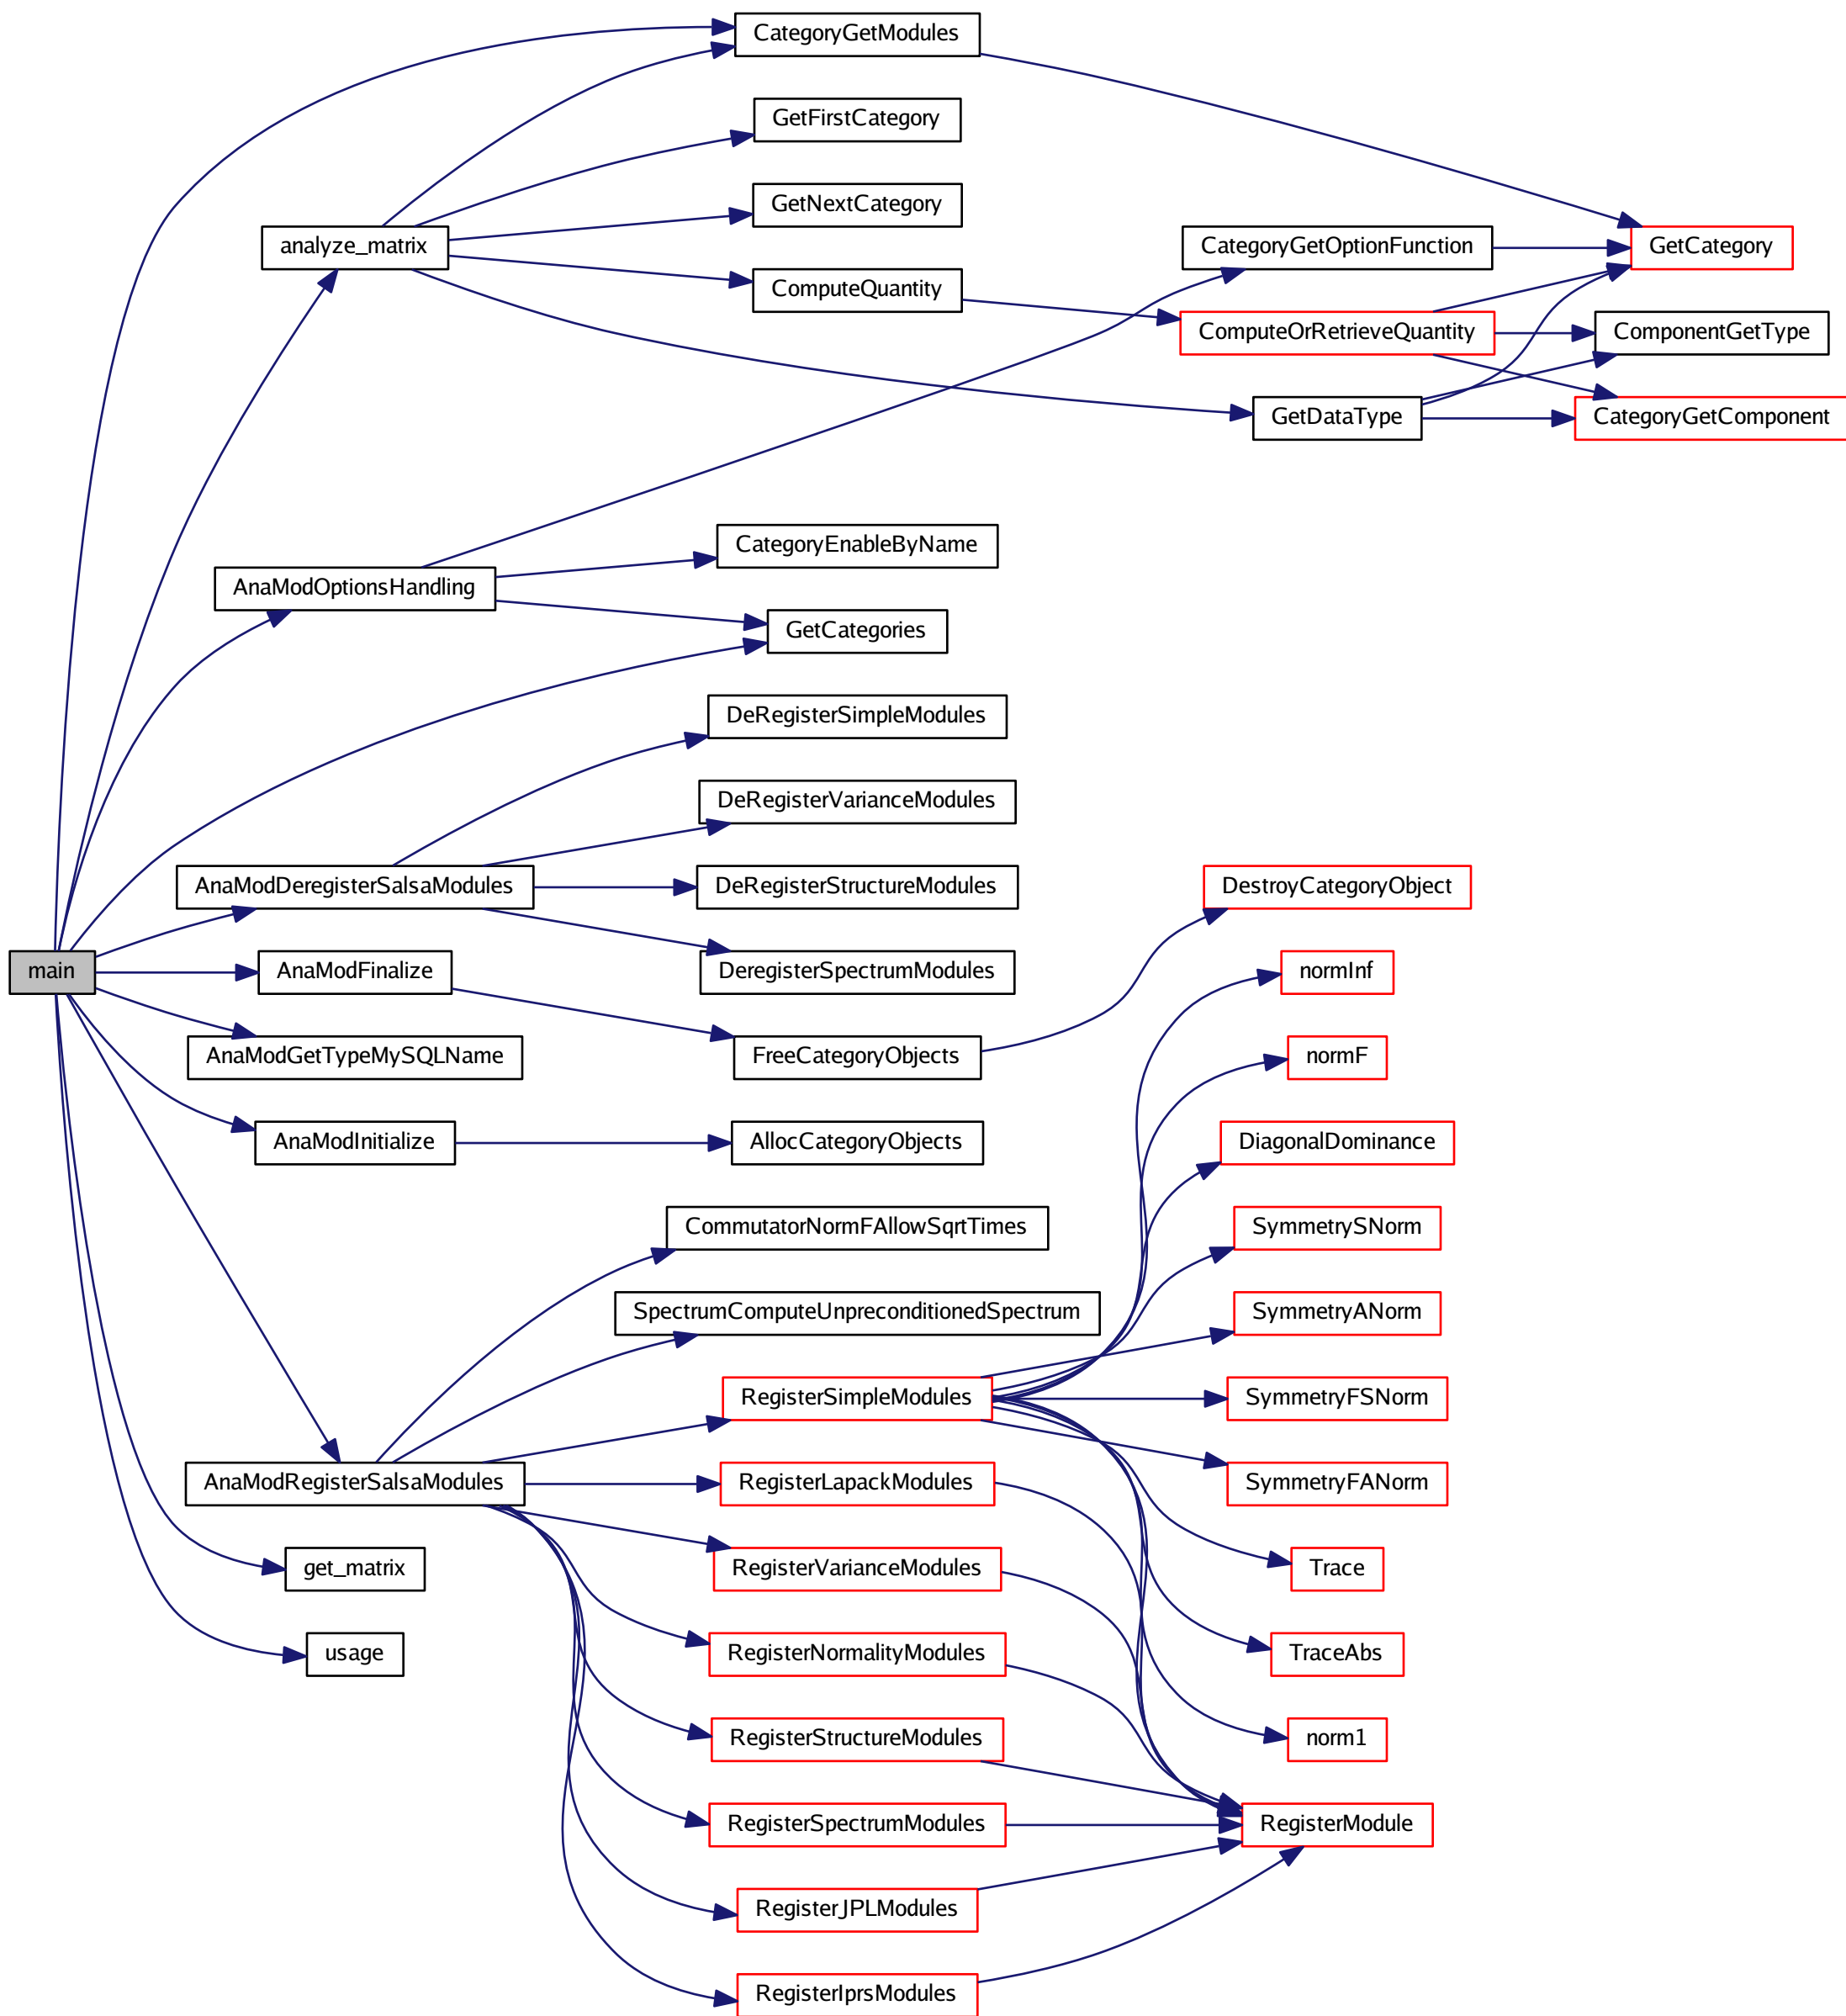 CategoryGetModules
GetFirstCategory
GetNextCategory
analyze_matrix
CategoryGetOptionFunction
GetCategory
ComputeQuantity
ComputeOrRetrieveQuantity
ComponentGetType
GetDataType
CategoryGetComponent
CategoryEnableByName
AnaModOptionsHandling
GetCategories
DeRegisterSimpleModules
DeRegisterVarianceModules
AnaModDeregisterSalsaModules
DeRegisterStructureModules
DestroyCategoryObject
main
AnaModFinalize
DeregisterSpectrumModules
normInf
AnaModGetTypeMySQLName
FreeCategoryObjects
normF
AnaModInitialize
AllocCategoryObjects
DiagonalDominance
CommutatorNormFAllowSqrtTimes
SymmetrySNorm
SpectrumComputeUnpreconditionedSpectrum
SymmetryANorm
RegisterSimpleModules
SymmetryFSNorm
AnaModRegisterSalsaModules
RegisterLapackModules
SymmetryFANorm
get_matrix
RegisterVarianceModules
Trace
usage
RegisterNormalityModules
TraceAbs
RegisterStructureModules
norm1
RegisterSpectrumModules
RegisterModule
RegisterJPLModules
RegisterIprsModules